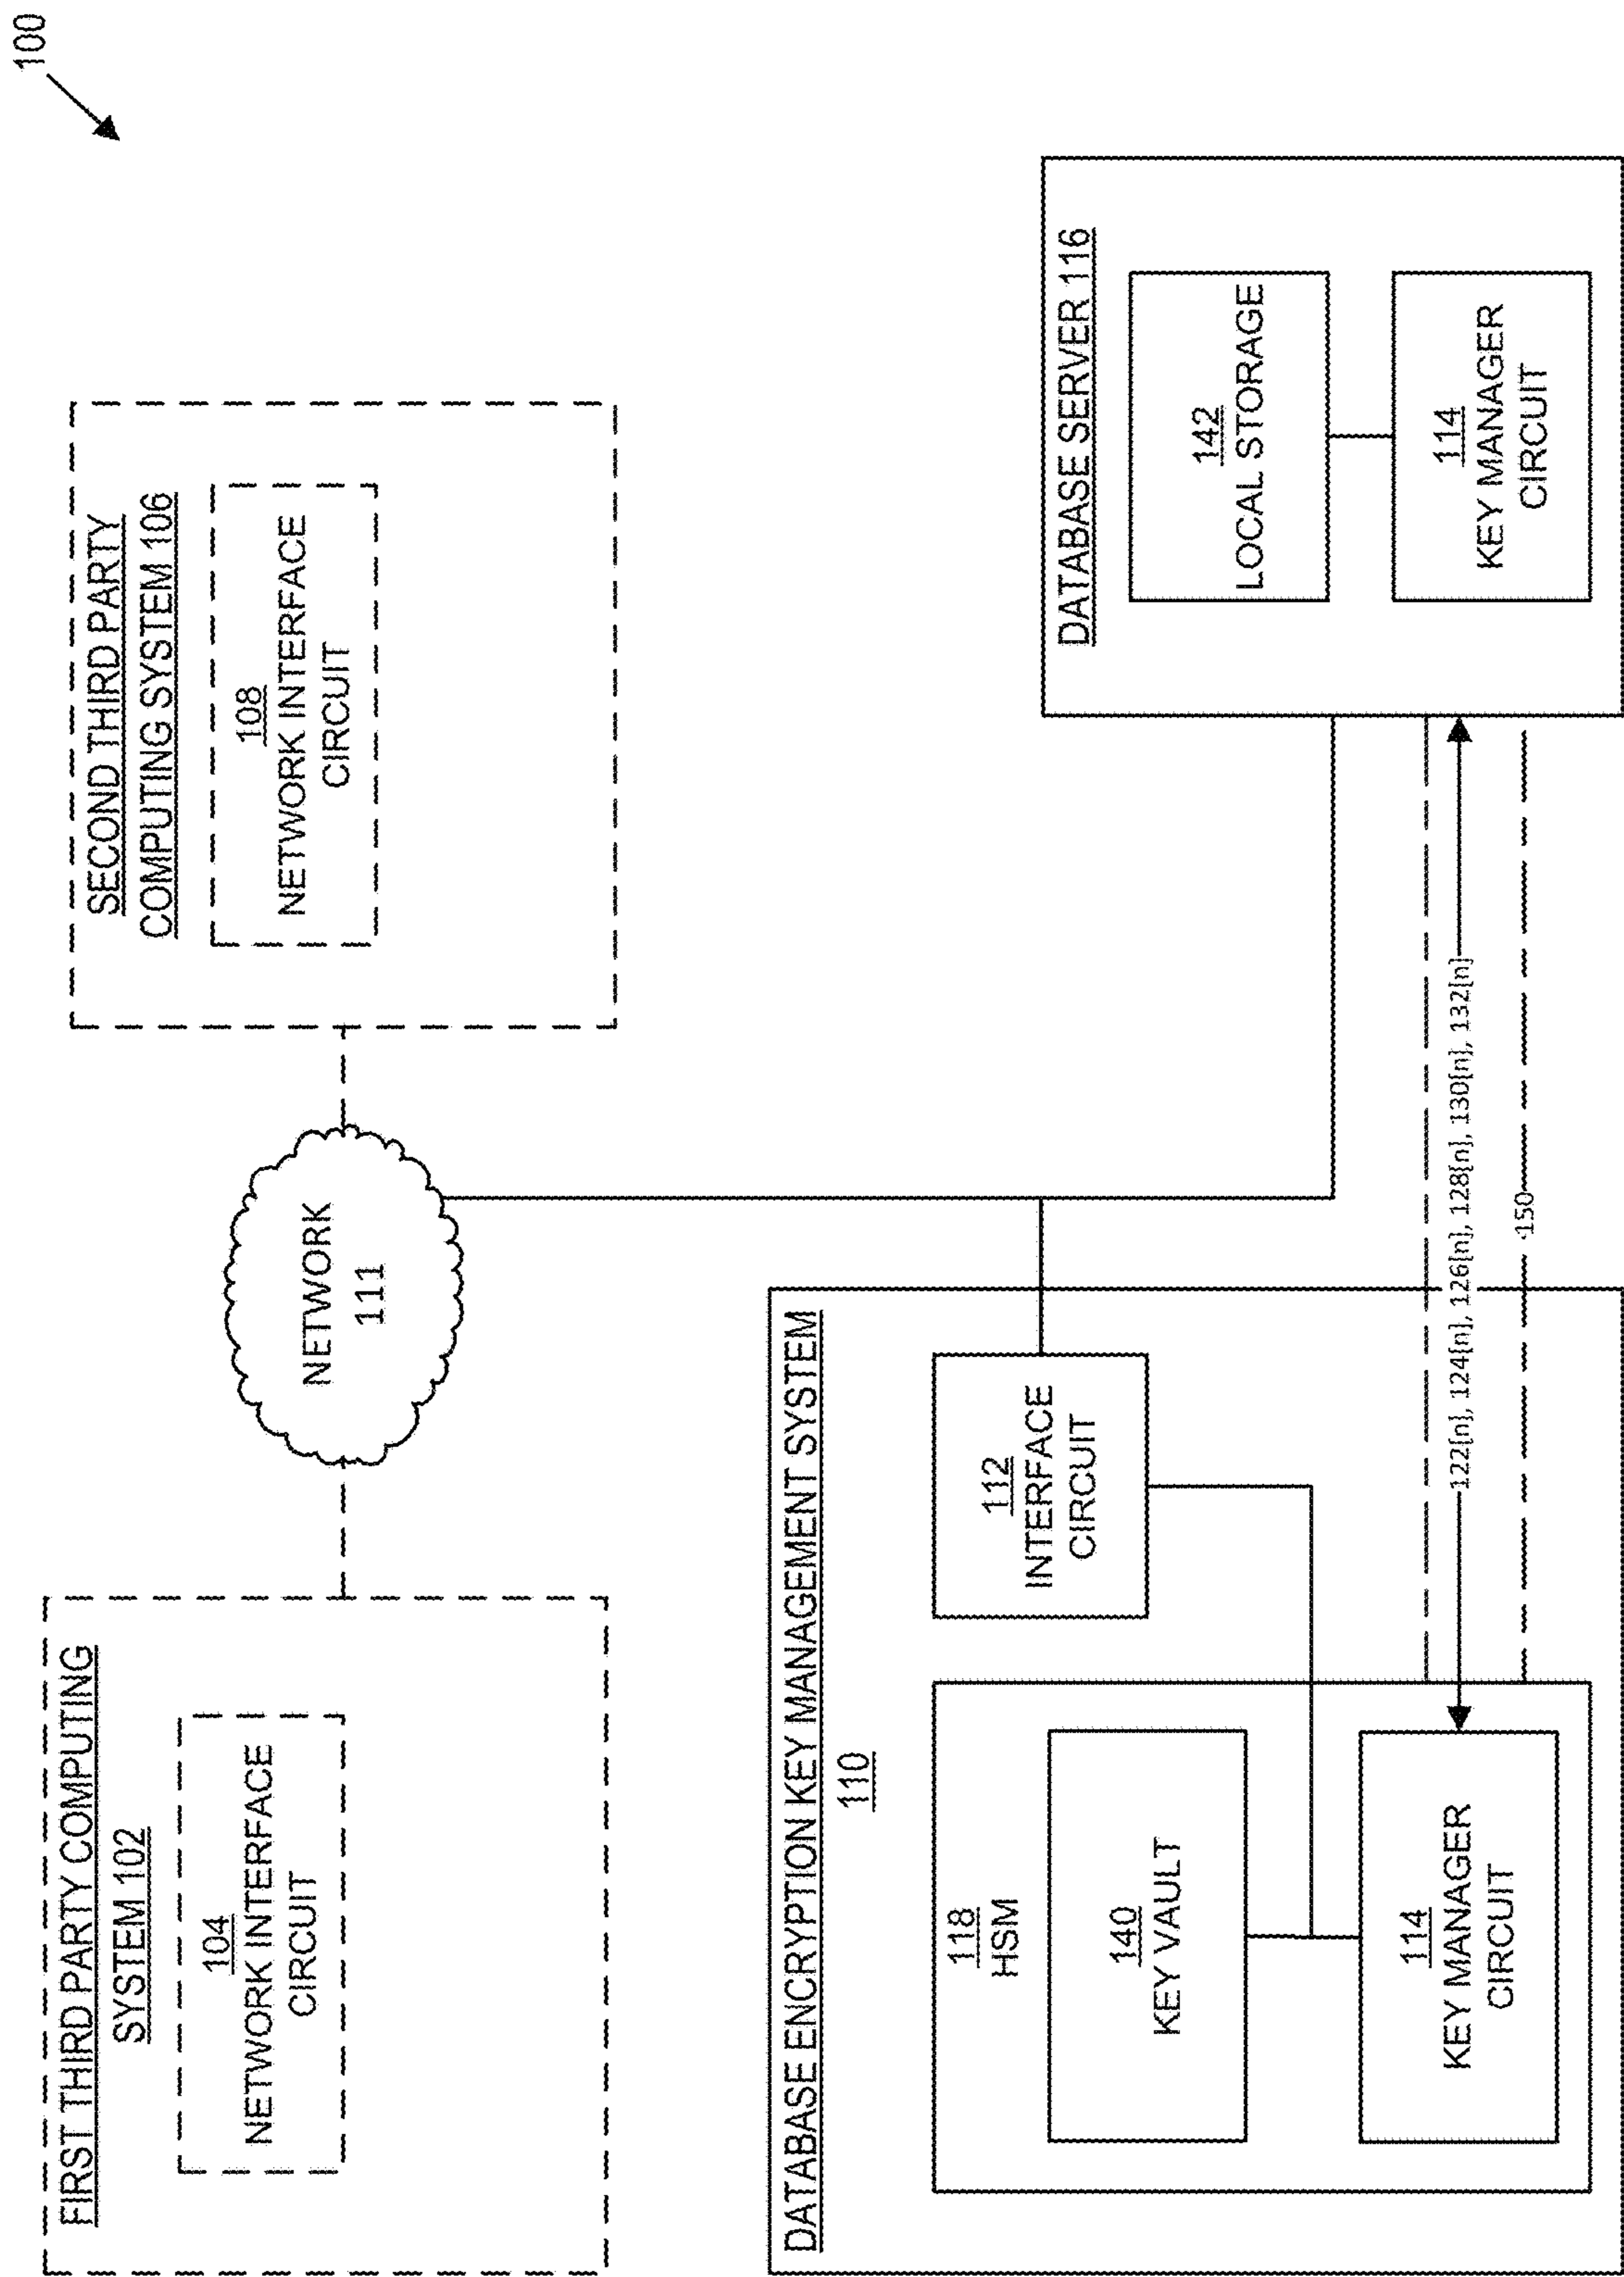 100
FIRST THIRD PARTY COMPUTING
SYSTEM 102
104
NETWORK INTERFACE
CIRCUIT
NETWORK
111
SECOND THIRD PARTY
COMPUTING SYSTEM 106
108
NETWORK INTERFACE
CIRCUIT
DATABASE ENCRYPTION KEY MANAGEMENT SYSTEM
110
118
HSM
140
KEY VAULT
114
KEY MANAGER
CIRCUIT
112
INTERFACE
CIRCUIT
122[n], 124[n], 126[n], 128[n], 130[n], 132[n]
150
DATABASE SERVER 116
142
LOCAL STORAGE
114
KEY MANAGER
CIRCUIT